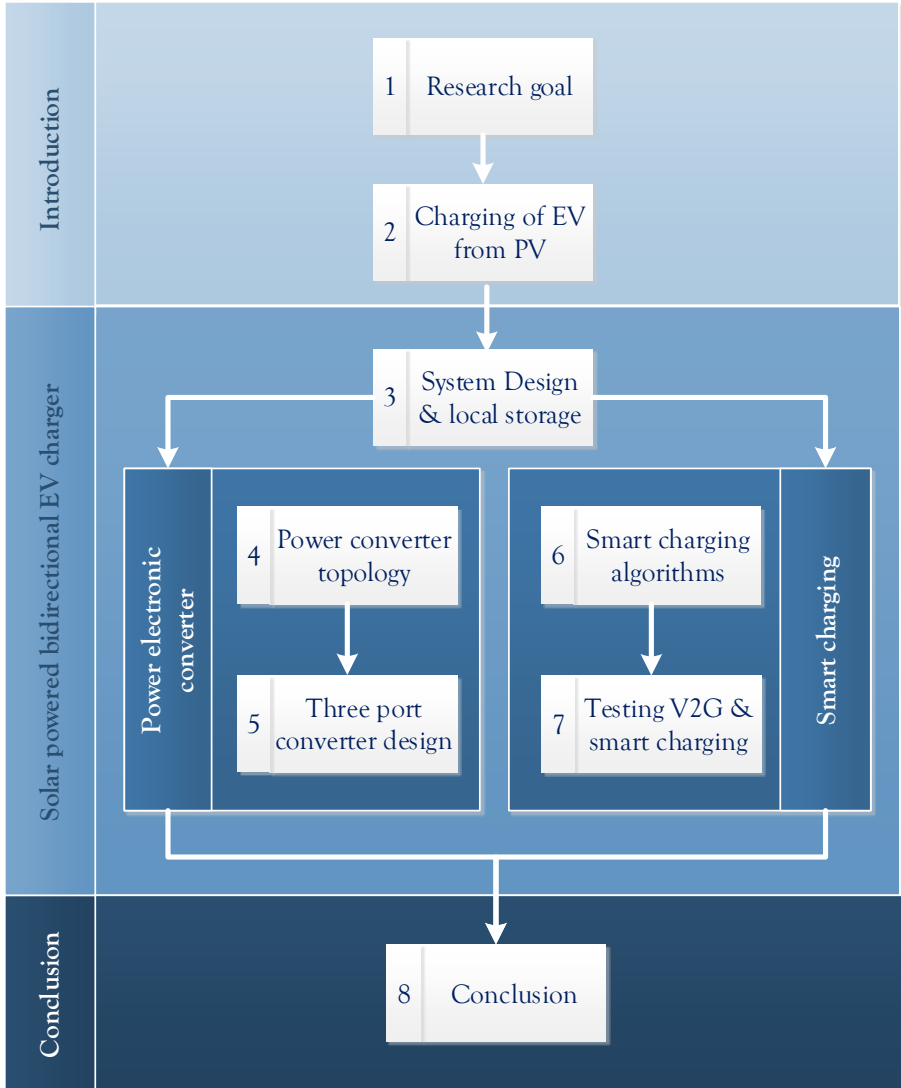 Introduction
1
Research goal
2
Charging of EV
from PV
Solar powered bidirectional EV charger
3
System Design
& local storage
Power electronic
converter
4
Power converter
topology
5
Three port
converter design
6
Smart charging
algorithms
7
Testing V2G &
smart charging
Smart charging
Conclusion
8
Conclusion